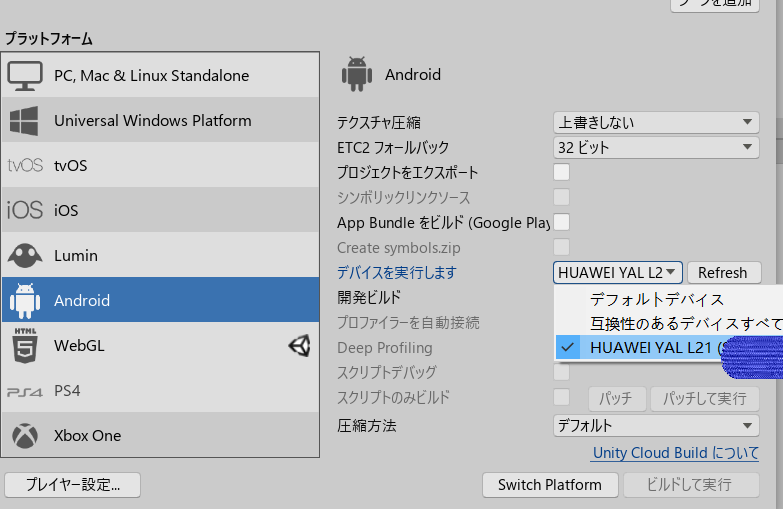 プラットフォーム
PC, Mac & Linux Standalone
Universal Windows Platform
tvOS tvOS
iOS iOS
Lumin
Android
HTML 5 WebGL
PS4 PS4
Xbox One
Android
テクスチャ圧縮 上書きしない
ETC2 フォールバック 32 ビット
プロジェクトをエクスポート
シンボリックリンクソース
App Bundle をビルド (Google Play
Create symbols.zip
デバイスを実行します HUAWEI YAL L2 Refresh
デフォルトデバイス
開発ビルド
互換性のあるデバイスすべて
プロファイラーを自動接続
HUAWEI YAL L21
Deep Profiling
スクリプトデバッグ
スクリプトのみビルド パッチ パッチして実行
圧縮方法 デフォルト
Unity Cloud Build について
プレイヤー設定... Switch Platform ビルドして実行